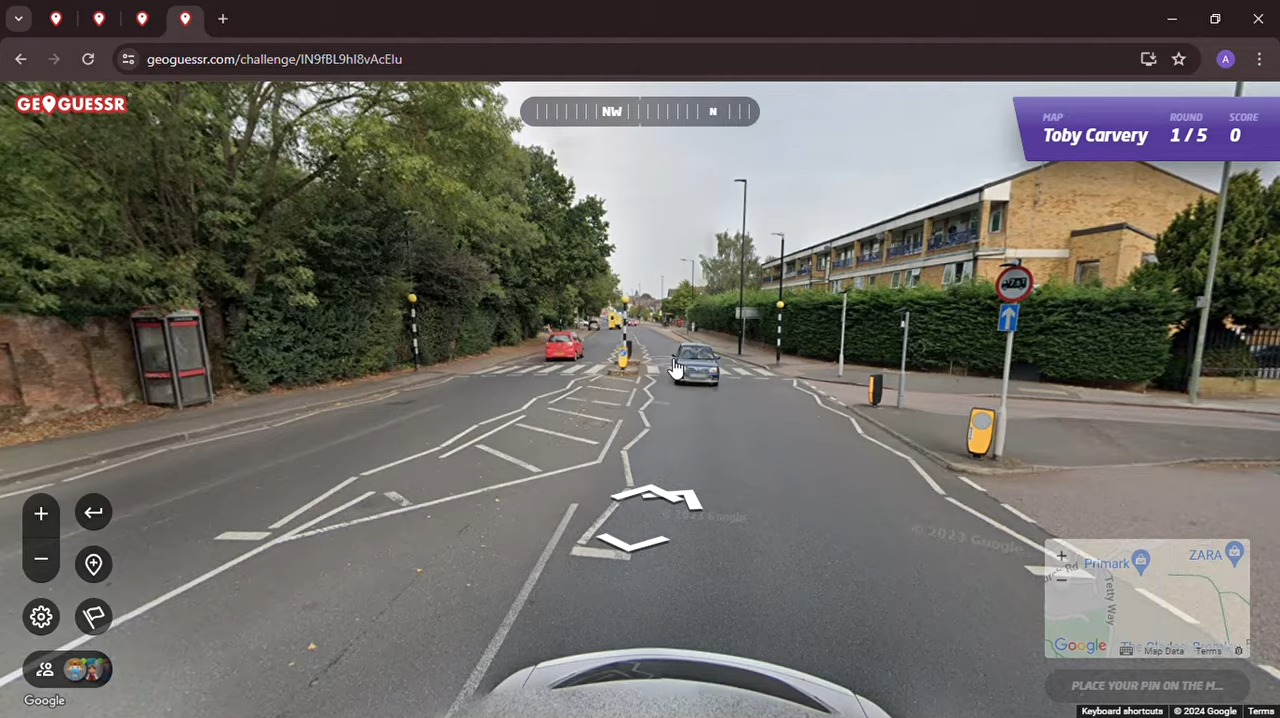 geoguessr.com/challenge/IN9fBL9hI8vAcElu
A
GEOGUESSR
NW
N
MAP
Toby Carvery
ROUND
1 / 5
SCORE
0
© 2023 Google
© 2023 Google
Primark
ZARA
Tetty Way
Google
Map Data
Terms
PLACE YOUR PIN ON THE M...
Google
Keyboard shortcuts
© 2024 Google
Terms